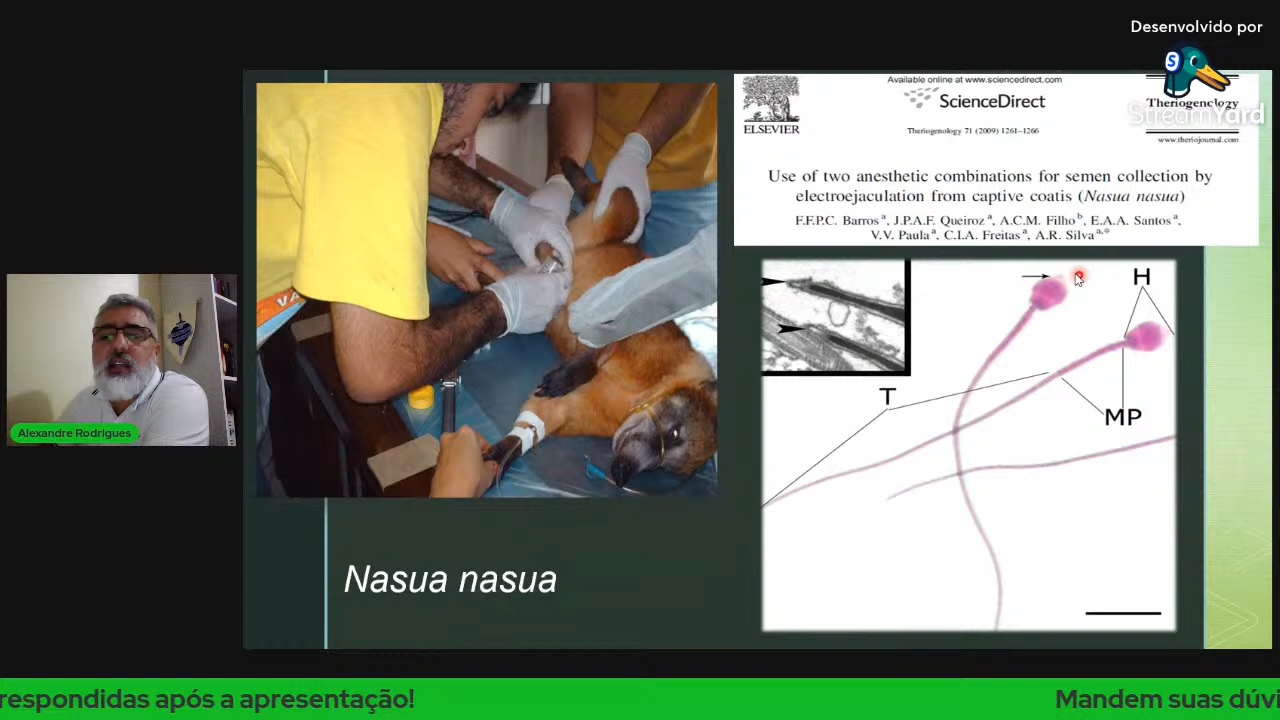 Desenvolvido por
S
StreamYard
ELSEVIER
Available online at www.sciencedirect.com
ScienceDirect
Theriogenology 71 (2009) 1261–1266
Theriogenology
www.theriojournal.com
Use of two anesthetic combinations for semen collection by
electroejaculation from captive coatis (Nasua nasua)
F.F.P.C. Barros a, J.P.A.F. Queiroz a, A.C.M. Filho b, E.A.A. Santos a,
V.V. Paula a, C.I.A. Freitas a, A.R. Silva a,*
VA
H
T
MP
Alexandre Rodrigues
Nasua nasua
respondidas após a apresentação!
Mandem suas dúvi